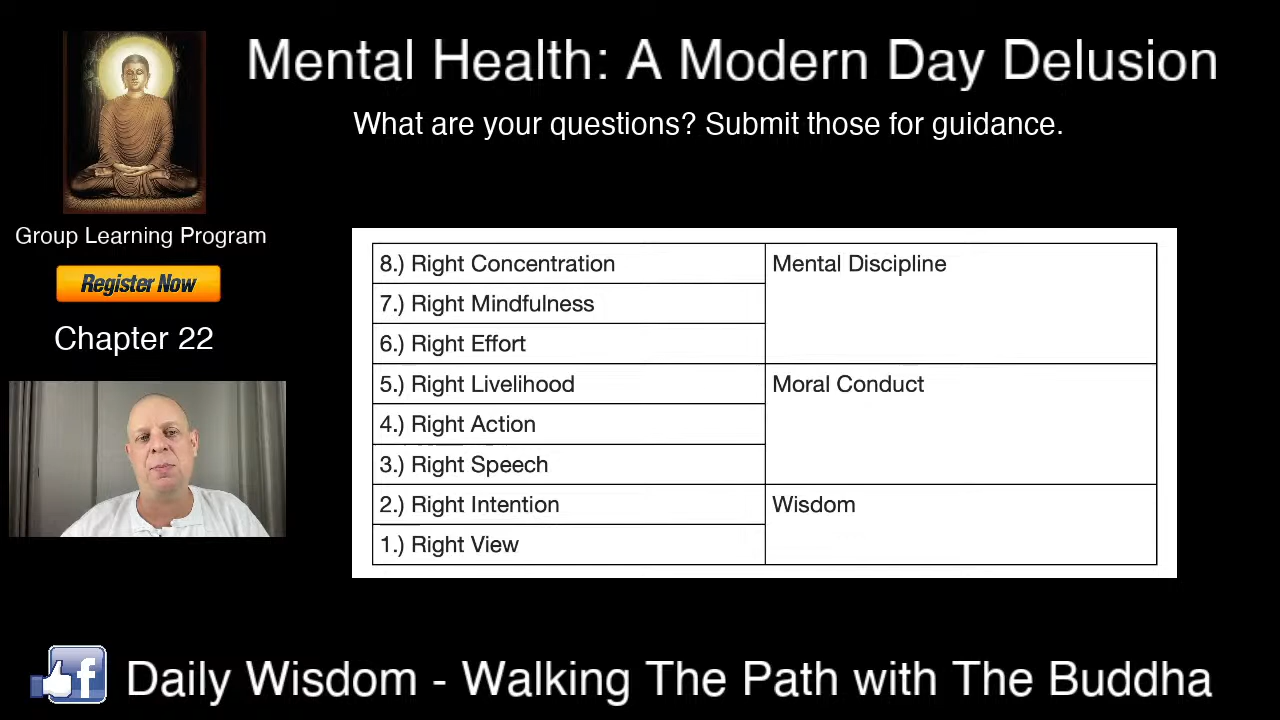 Mental Health: A Modern Day Delusion
What are your questions? Submit those for guidance.
Group Learning Program
Register Now
Chapter 22
8.) Right Concentration
Mental Discipline
7.) Right Mindfulness
6.) Right Effort
5.) Right Livelihood
Moral Conduct
4.) Right Action
3.) Right Speech
2.) Right Intention
Wisdom
1.) Right View
f Daily Wisdom - Walking The Path with The Buddha